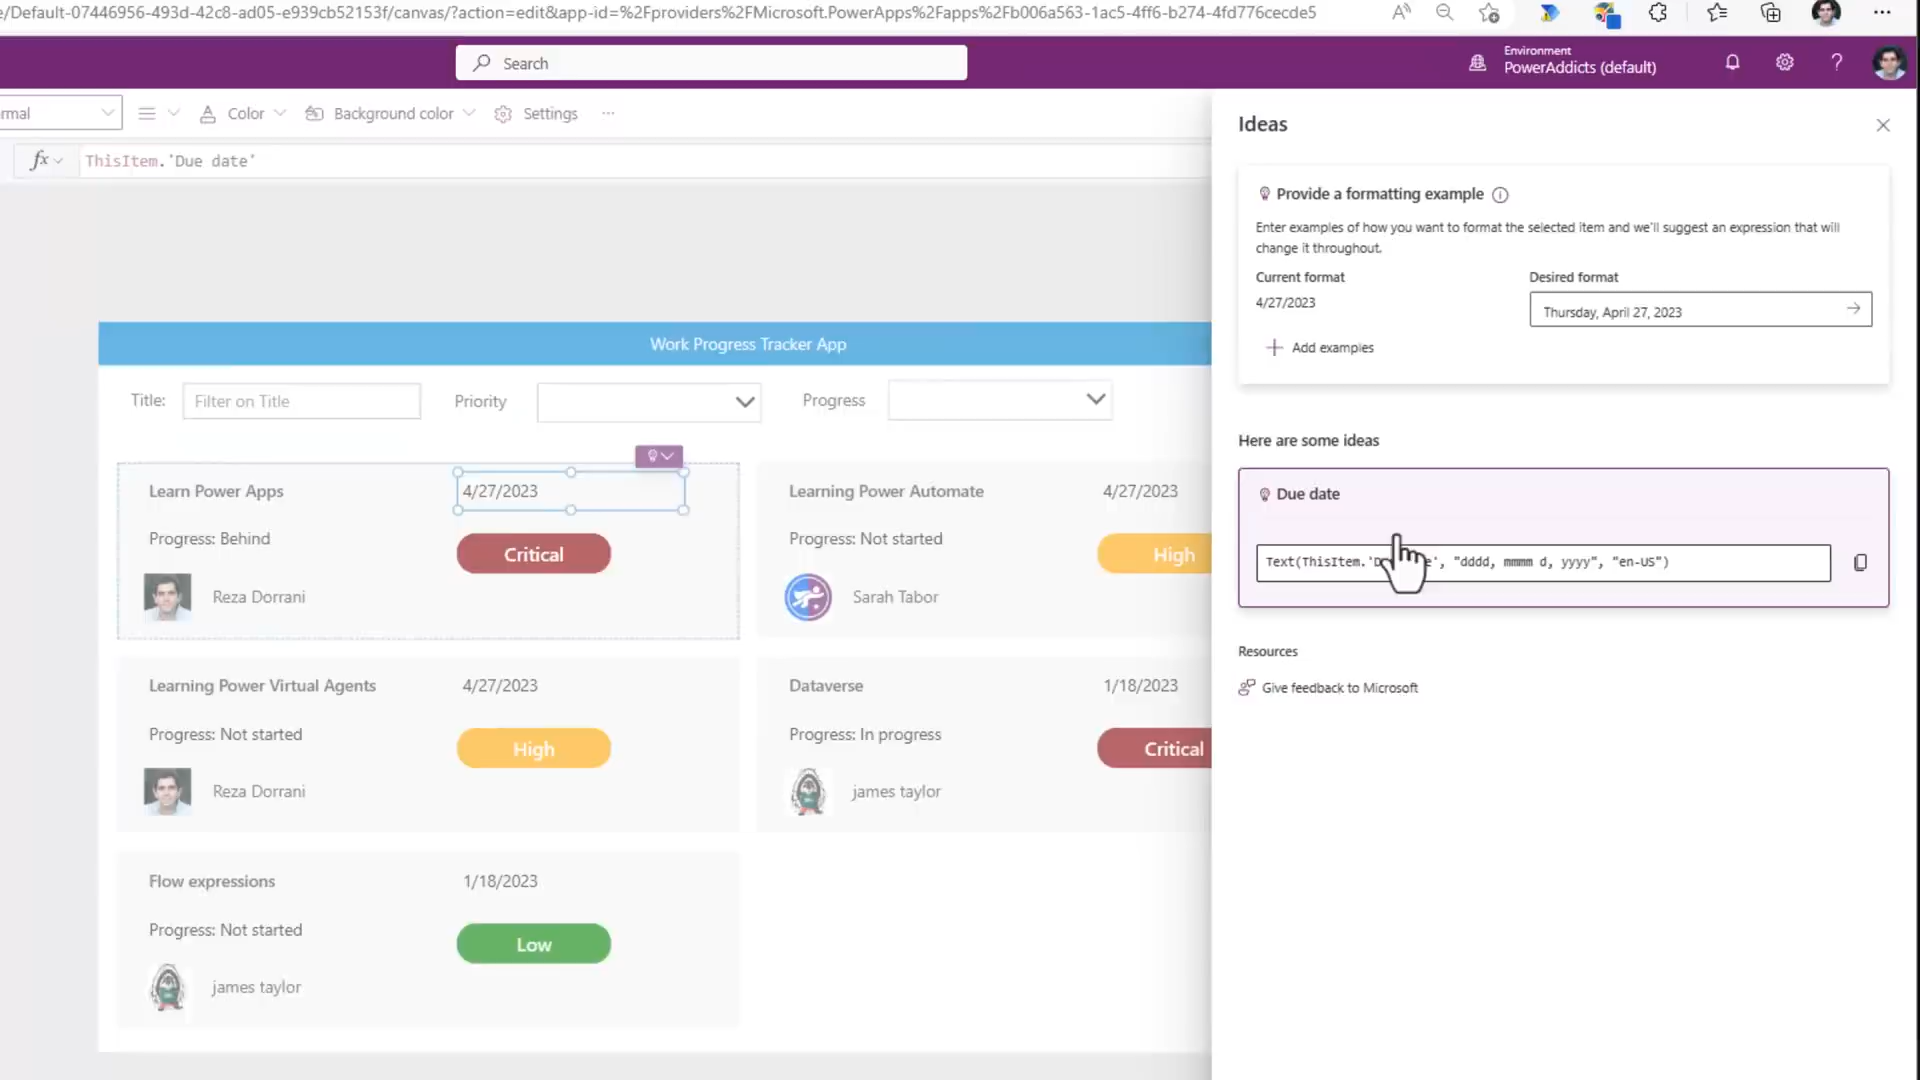 e/Default-07446956-493d-42c8-ad05-e939cb52153f/canvas/?action=edit&app-id=%2Fproviders%2FMicrosoft.PowerApps%2Fapps%2Fb006a563-1ac5-4ff6-b274-4fd776cecde5
Search
Environment
PowerAddicts (default)
rmal
Color
Background color
Settings
fx
ThisItem.'Due date'
Ideas
Provide a formatting example
Enter examples of how you want to format the selected item and we'll suggest an expression that will
change it throughout.
Current format
Desired format
4/27/2023
Thursday, April 27, 2023
Add examples
Here are some ideas
Due date
Text(ThisItem.'D e', "dddd, mmmm d, yyyy", "en-US")
Resources
Give feedback to Microsoft
Work Progress Tracker App
Title:
Filter on Title
Priority
Progress
Learn Power Apps
4/27/2023
Progress: Behind
Critical
Reza Dorrani
Learning Power Automate
4/27/2023
Progress: Not started
High
Sarah Tabor
Learning Power Virtual Agents
4/27/2023
Progress: Not started
High
Reza Dorrani
Dataverse
1/18/2023
Progress: In progress
Critical
james taylor
Flow expressions
1/18/2023
Progress: Not started
Low
james taylor